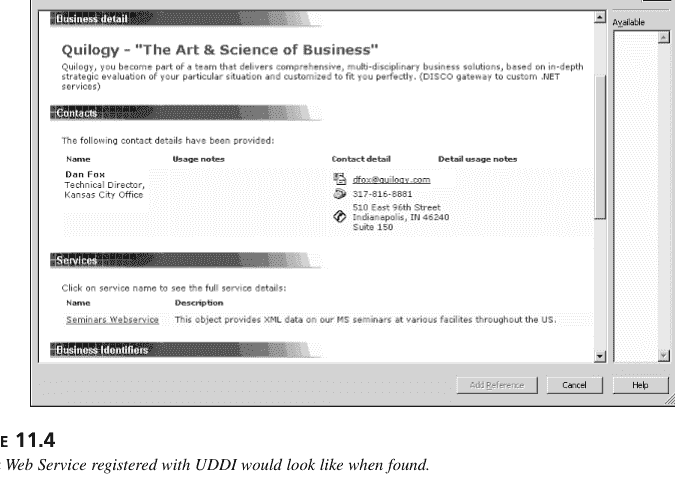 Business detail
Available
Quilogy - "The Art & Science of Business"
Quilogy, you become part of a team that delivers comprehensive, multi-disciplinary business solutions, based on in-depth
strategic evaluation of your particular situation and customized to fit you perfectly. (DISCO gateway to custom .NET
services)
Contacts
The following contact details have been provided:
Name Usage notes Contact detail Detail usage notes
Dan Fox
Technical Director,
Kansas City Office
dfox@quilogy.com
317-816-8881
510 East 96th Street
Indianapolis, IN 46240
Suite 150
Services
Click on service name to see the full service details:
Name Description
Seminars Webservice This object provides XML data on our MS seminars at various facilites throughout the US.
Business Identifiers
Add Reference Cancel Help
E 11.4
Web Service registered with UDDI would look like when found.